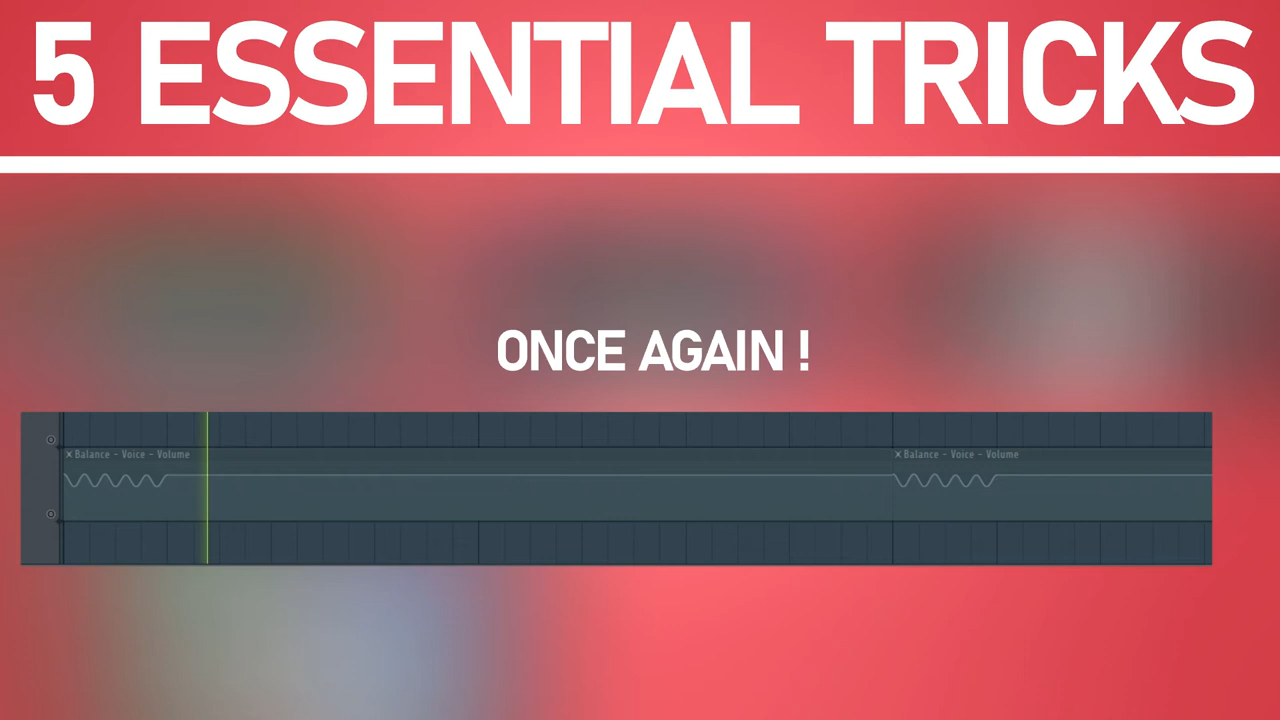 5 ESSENTIAL TRICKS
ONCE AGAIN !
Balance - Voice - Volume
Balance - Voice - Volume